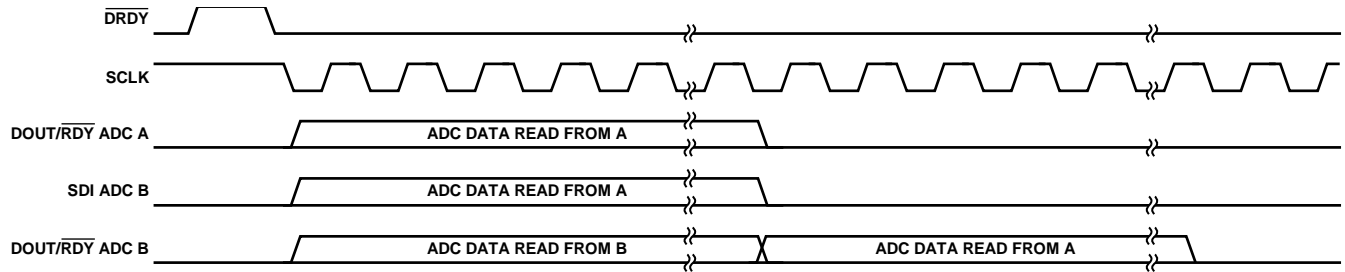 DRDY
SCLK
DOUT/RDY ADC A
ADC DATA READ FROM A
SDI ADC B
ADC DATA READ FROM A
DOUT/RDY ADC B
ADC DATA READ FROM B
ADC DATA READ FROM A